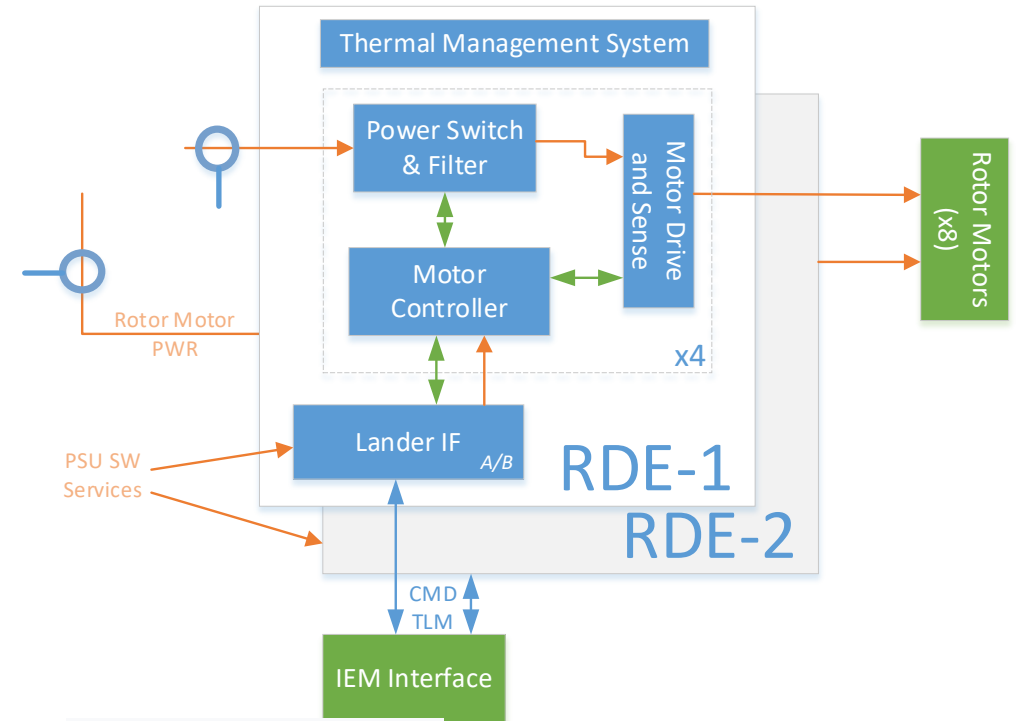 Thermal Management System
Power Switch
& Filter
Motor Drive
and Sense
Rotor Motors
(x8)
Motor
Controller
Rotor Motor
PWR
x4
Lander IF
A/B
PSU SW
Services
RDE-1
RDE-2
CMD
TLM
IEM Interface